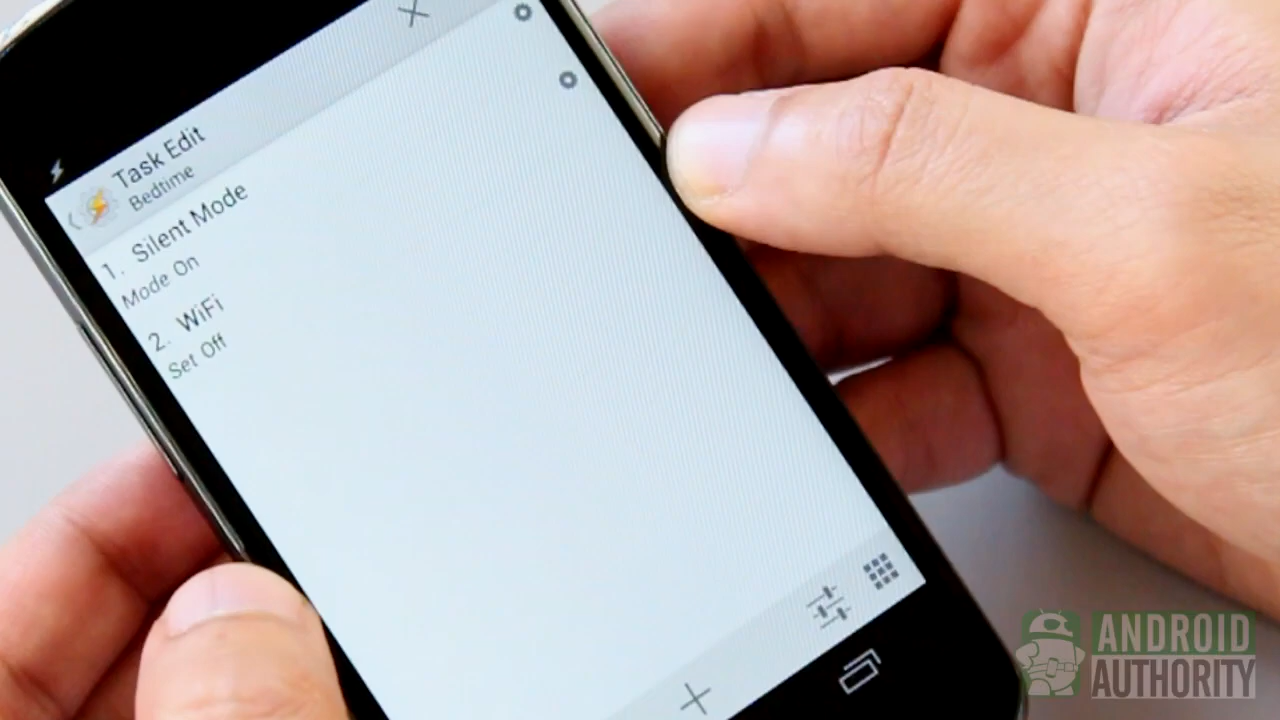 Task Edit
Bedtime
1. Silent Mode
Mode On
2. WiFi
Set Off
ANDROID
AUTHORITY